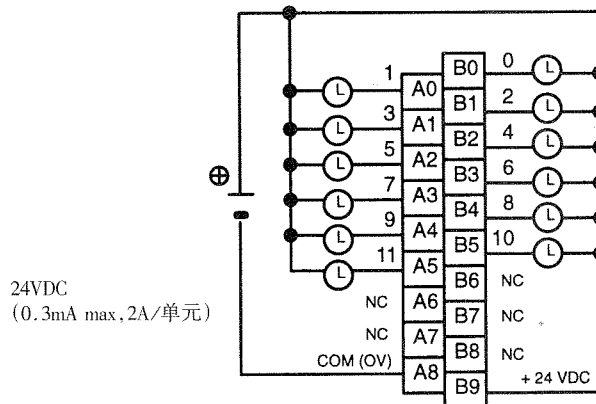 B0 0 L
1 L A0
B1 2 L
3 L A1
B2 4 L
5 L A2
B3 6 L
7 L A3
⊕
B4 8 L
9 L A4
B5 10 L
11 L A5
B6 NC
24VDC
(0.3mA max,2A/单元)
NC A6
B7 NC
NC A7
B8 NC
COM (OV) A8
B9 + 24 VDC